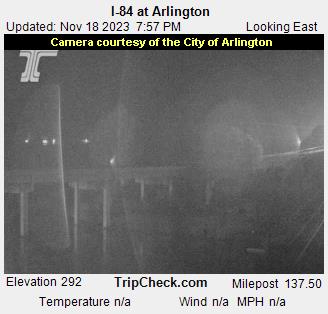 I-84 at Arlington
Updated: Nov 18 2023 7:57 PM Looking East
Camera courtesy of the City of Arlington
Elevation 292 TripCheck.com Milepost 137.50
Temperature n/a Wind n/a MPH n/a